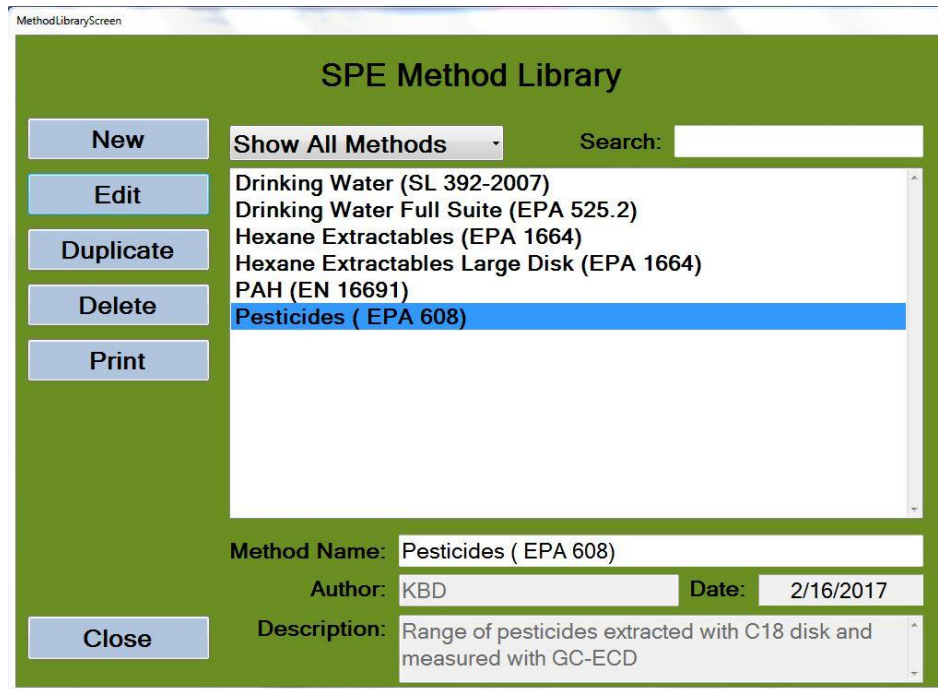 MethodLibraryScreen
SPE Method Library
New
Edit
Duplicate
Delete
Print
Close
Show All Methods
Search:
Drinking Water (SL 392-2007)
Drinking Water Full Suite (EPA 525.2)
Hexane Extractables (EPA 1664)
Hexane Extractables Large Disk (EPA 1664)
PAH (EN 16691)
Pesticides ( EPA 608)
Method Name: Pesticides ( EPA 608)
Author: KBD Date: 2/16/2017
Description: Range of pesticides extracted with C18 disk and
measured with GC-ECD